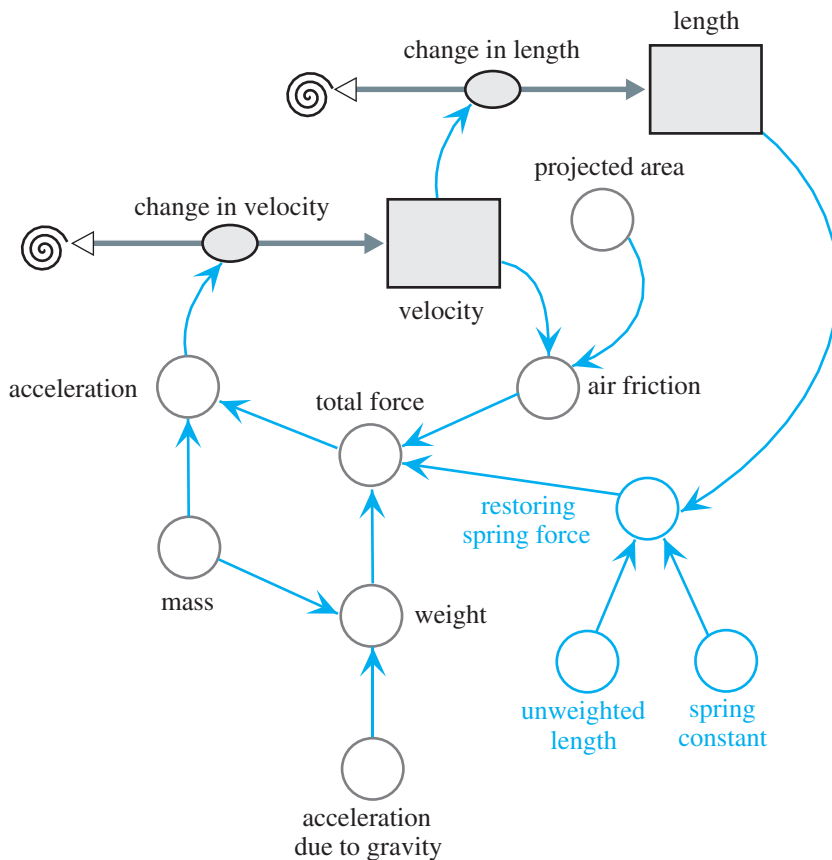 length
change in length
projected area
change in velocity
velocity
acceleration
total force
air friction
restoring
spring force
mass
weight
unweighted
length
spring
constant
acceleration
due to gravity